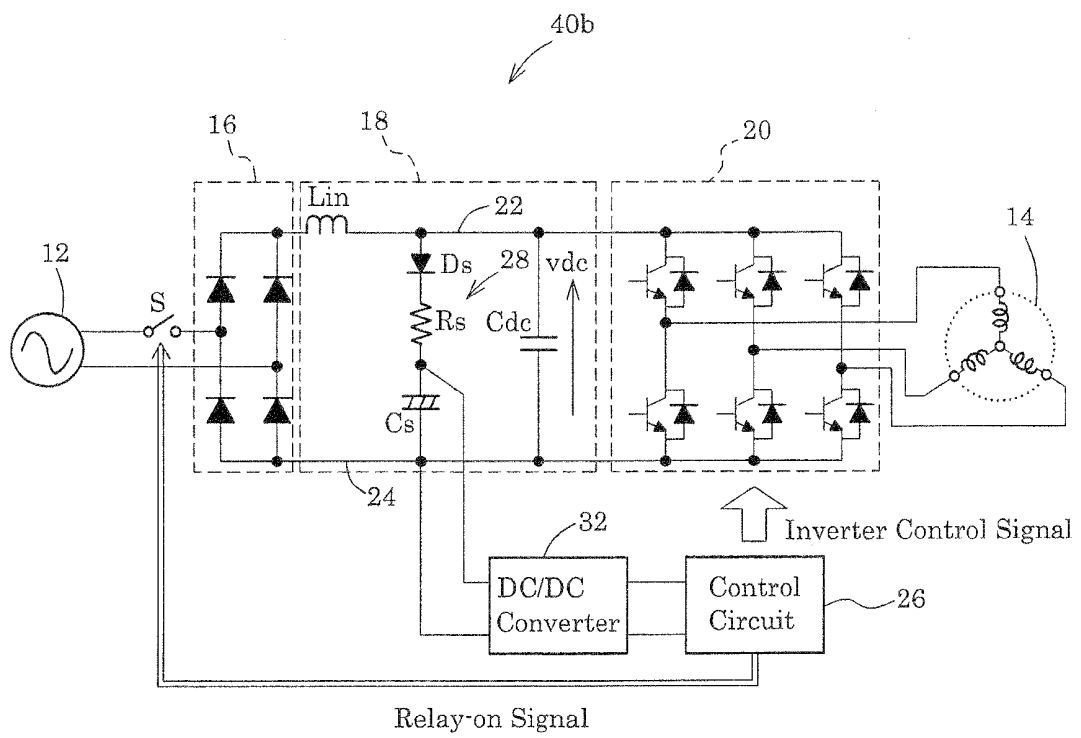 40b
16
18
20
Lin
22
14
12
Ds
28
vdc
S
Rs
Cdc
Cs
24
Inverter Control Signal
32
DC/DC
Converter
Control
Circuit
26
Relay-on Signal